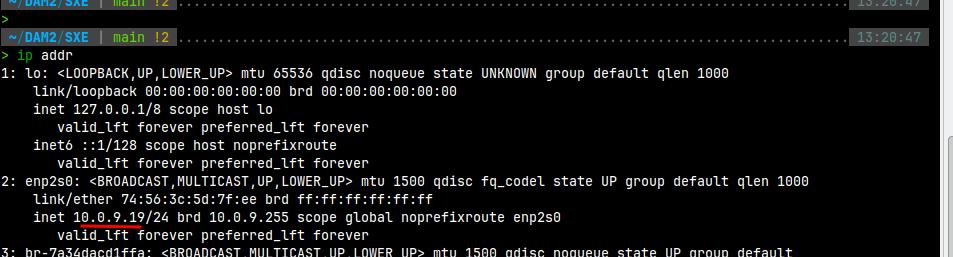 ~/DAM2/SXE | main !2 13:20:47
>
~/DAM2/SXE | main !2 13:20:47
> ip addr
1: lo: <LOOPBACK,UP,LOWER_UP> mtu 65536 qdisc noqueue state UNKNOWN group default qlen 1000
link/loopback 00:00:00:00:00:00 brd 00:00:00:00:00:00
inet 127.0.0.1/8 scope host lo
valid_lft forever preferred_lft forever
inet6 ::1/128 scope host noprefixroute
valid_lft forever preferred_lft forever
2: enp2s0: <BROADCAST,MULTICAST,UP,LOWER_UP> mtu 1500 qdisc fq_codel state UP group default qlen 1000
link/ether 74:56:3c:5d:7f:ee brd ff:ff:ff:ff:ff:ff
inet 10.0.9.19/24 brd 10.0.9.255 scope global noprefixroute enp2s0
valid_lft forever preferred_lft forever
3: br-7a34dacd1ffa: <BROADCAST,MULTICAST,UP,LOWER_UP> mtu 1500 qdisc noqueue state UP group default